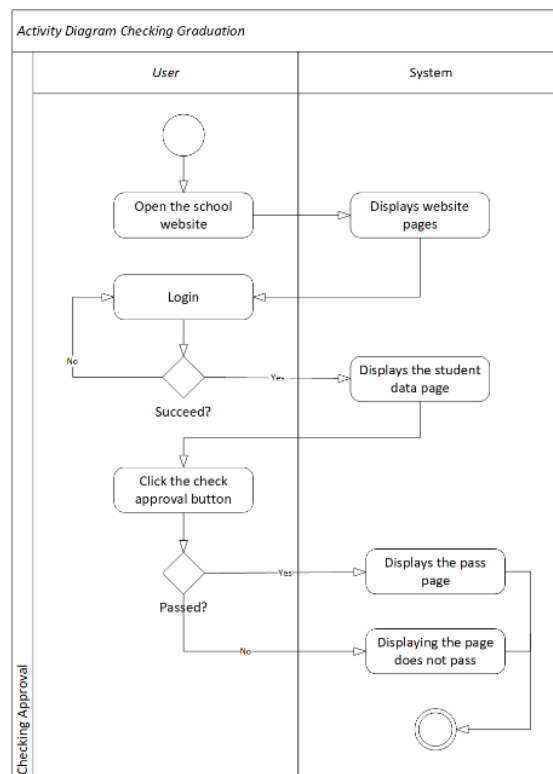 Activity Diagram Checking Graduation
User
System
Open the school
website
Displays website
pages
Login
No
Yes
Displays the student
data page
Succeed?
Click the check
approval button
Yes
Displays the pass
page
Passed?
No
Displaying the page
does not pass
Checking Approval